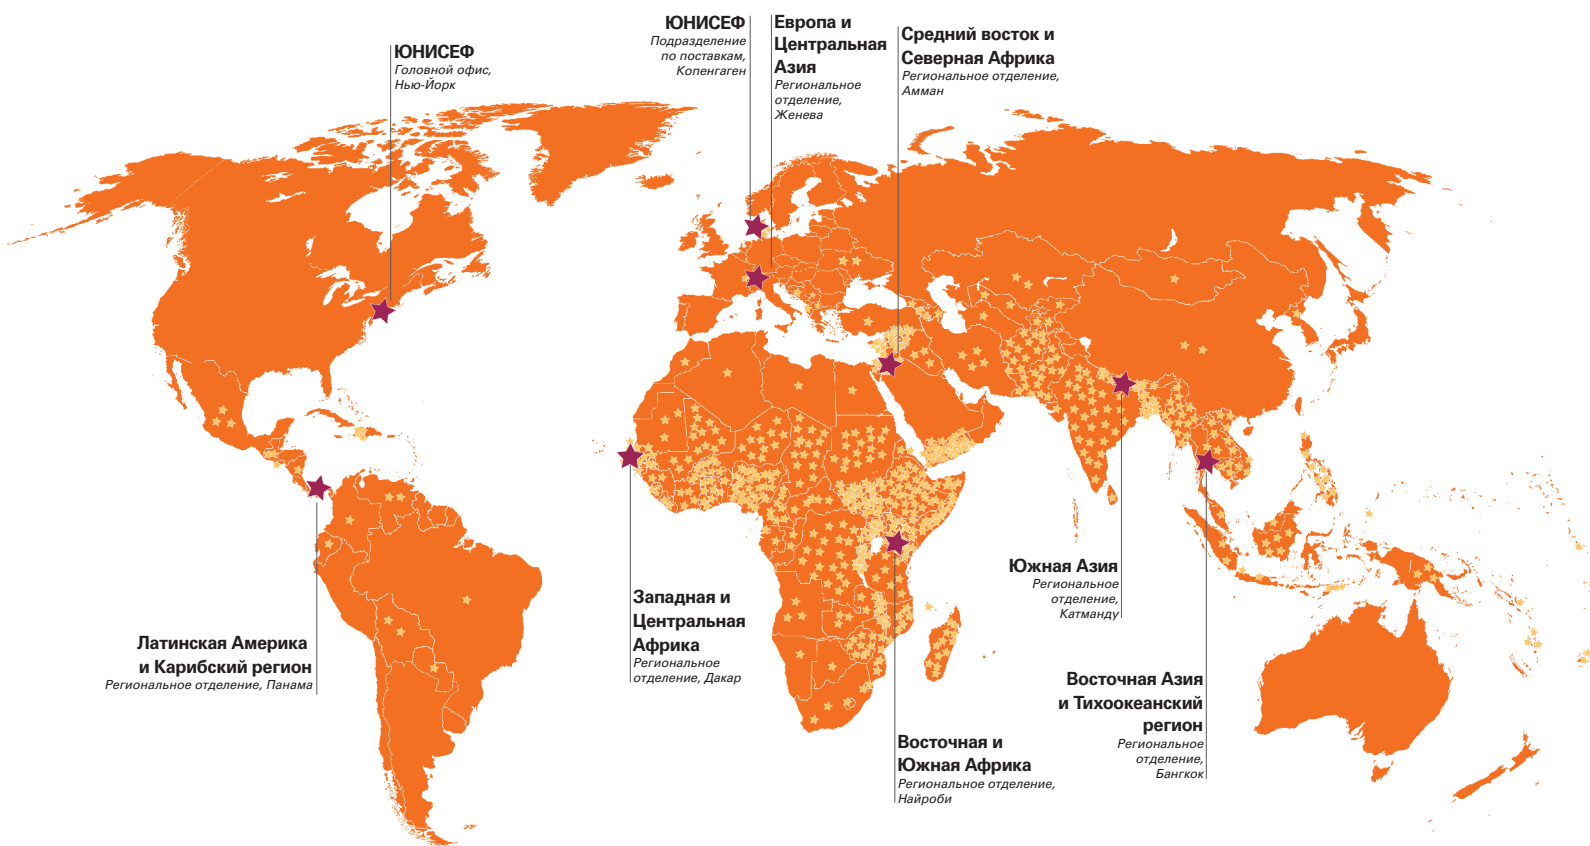 ЮНИСЕФ
Головной офис,
Нью-Йорк
ЮНИСЕФ
Подразделение
по поставкам,
Копенгаген
Европа и
Центральная
Азия
Региональное
отделение,
Женева
Средний восток и
Северная Африка
Региональное отделение,
Амман
Латинская Америка
и Карибский регион
Региональное отделение, Панама
Западная и
Центральная
Африка
Региональное
отделение, Дакар
Восточная и
Южная Африка
Региональное отделение,
Найроби
Южная Азия
Региональное
отделение,
Катманду
Восточная Азия
и Тихоокеанский
регион
Региональное
отделение,
Бангкок